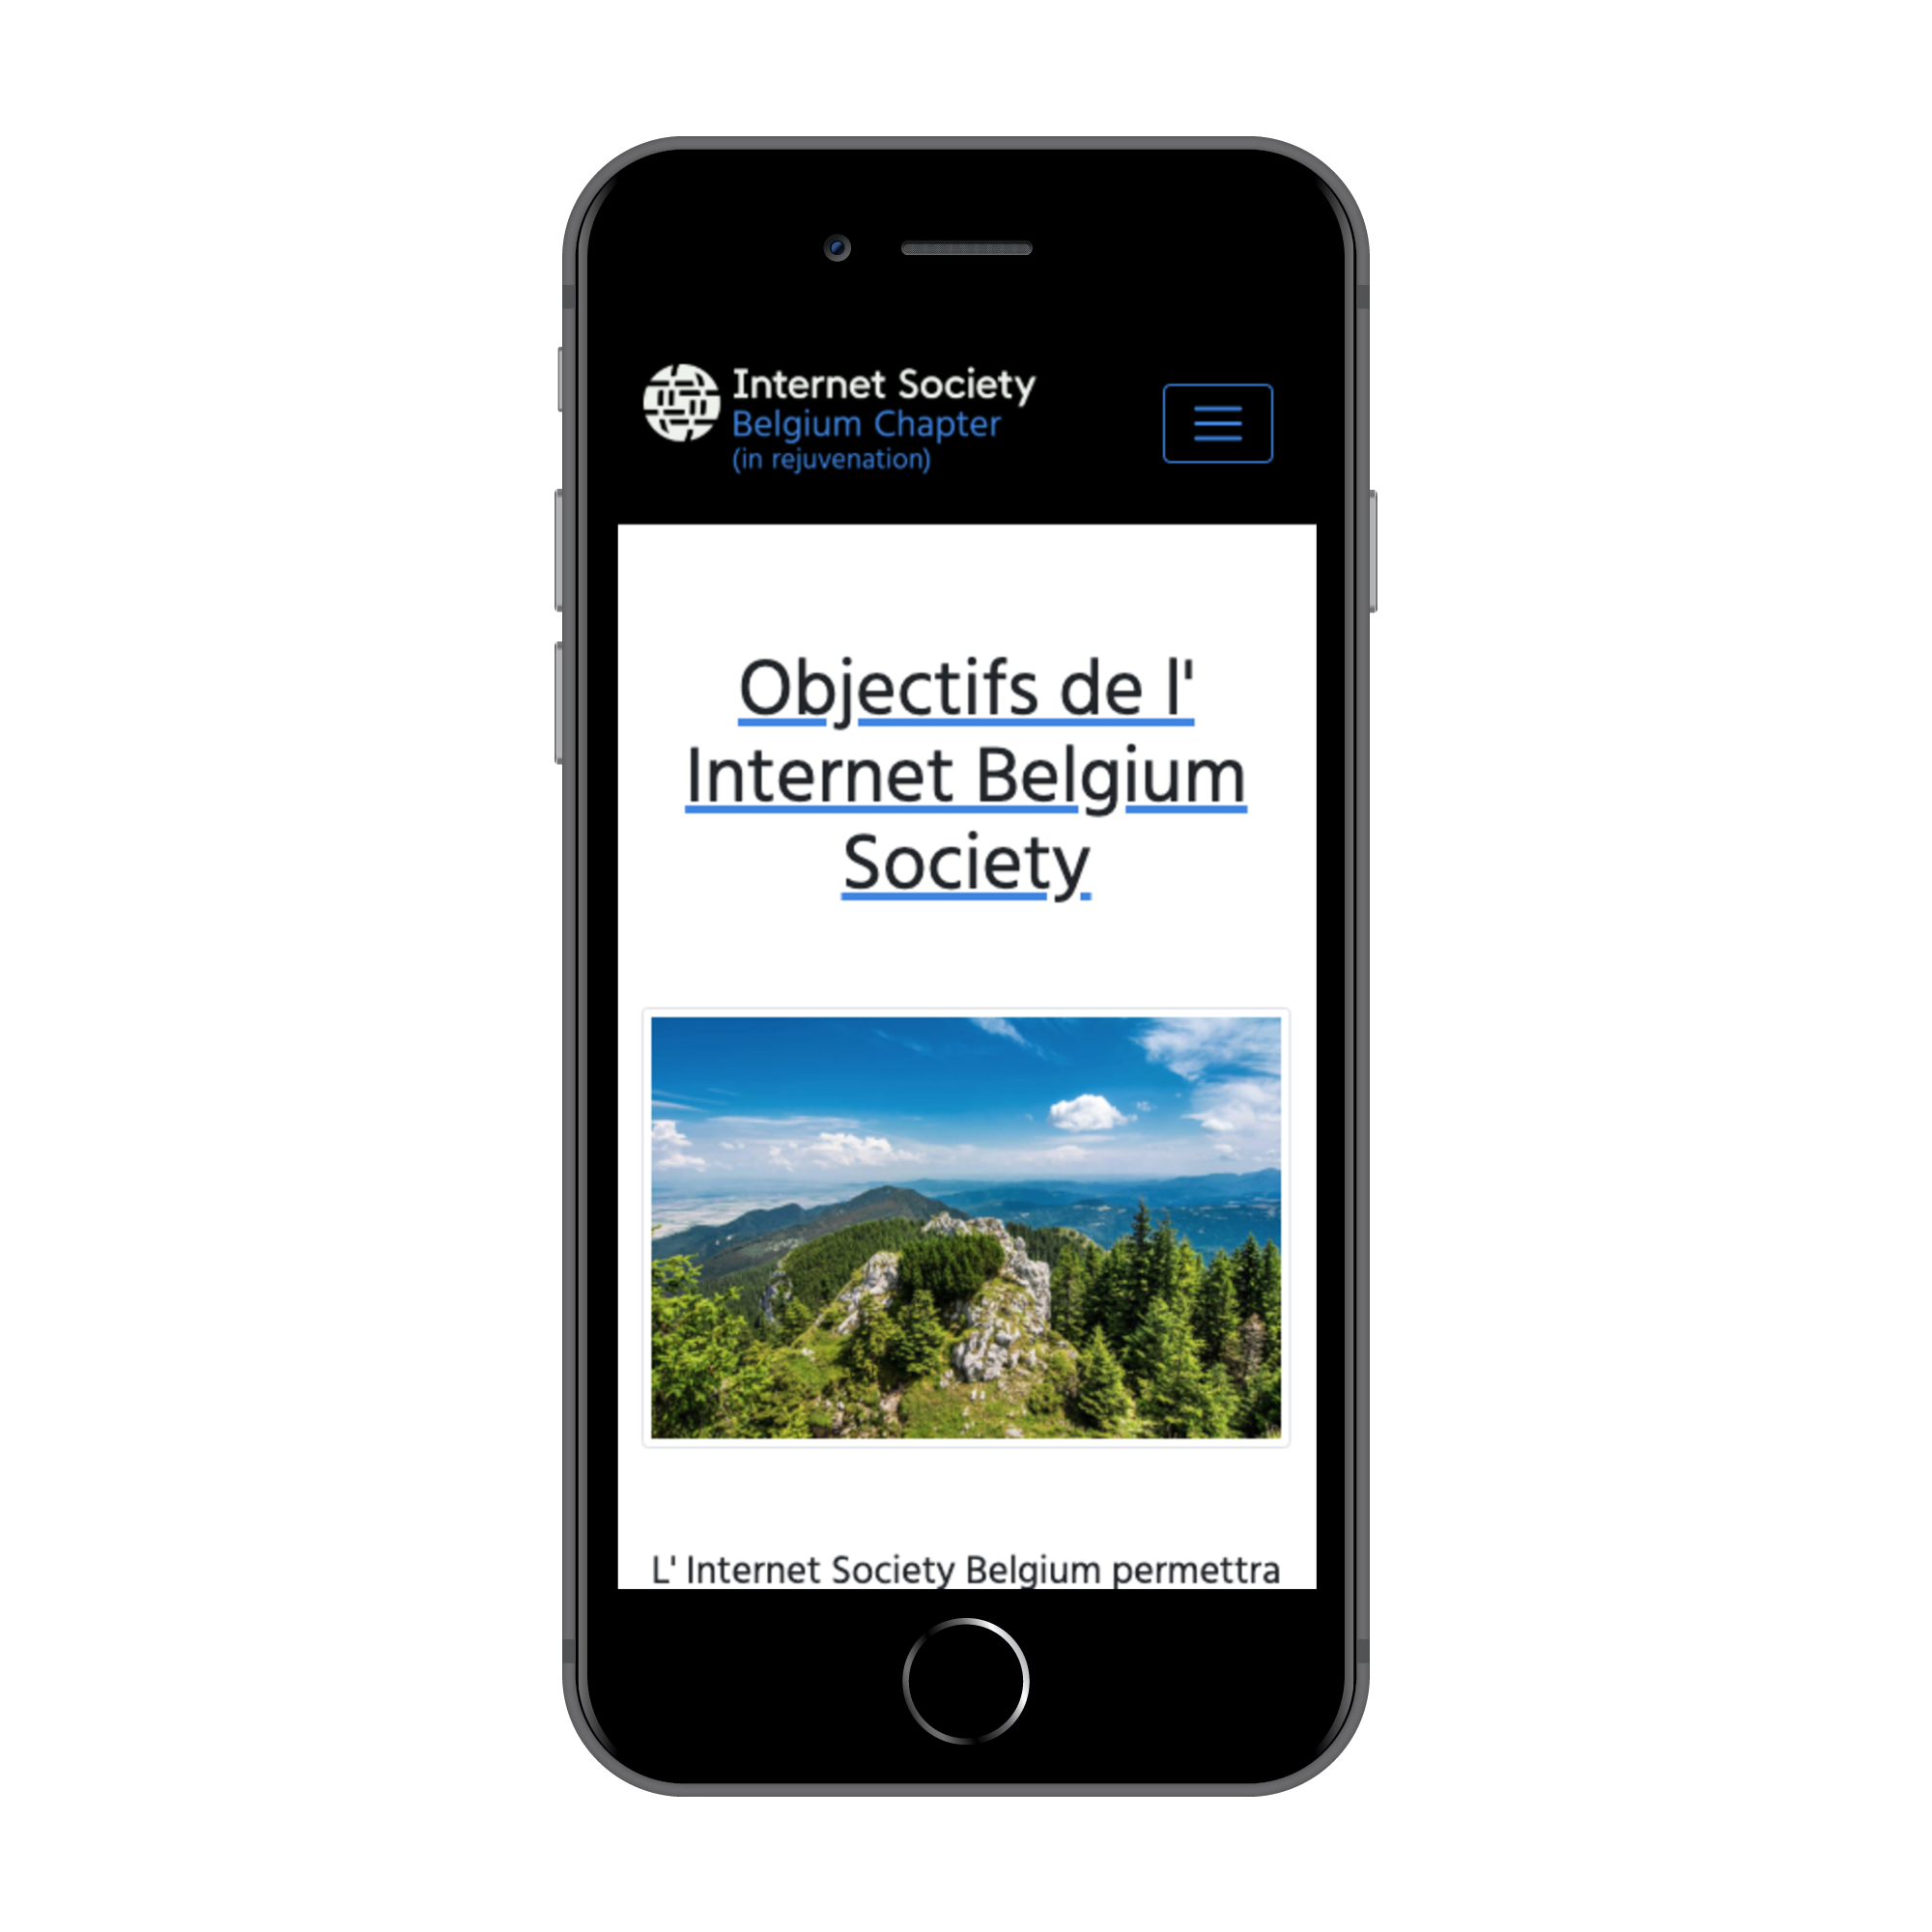 Internet Society
Belgium Chapter
(in rejuvenation)
Objectifs de l'
Internet Belgium
Society
L' Internet Society Belgium permettra